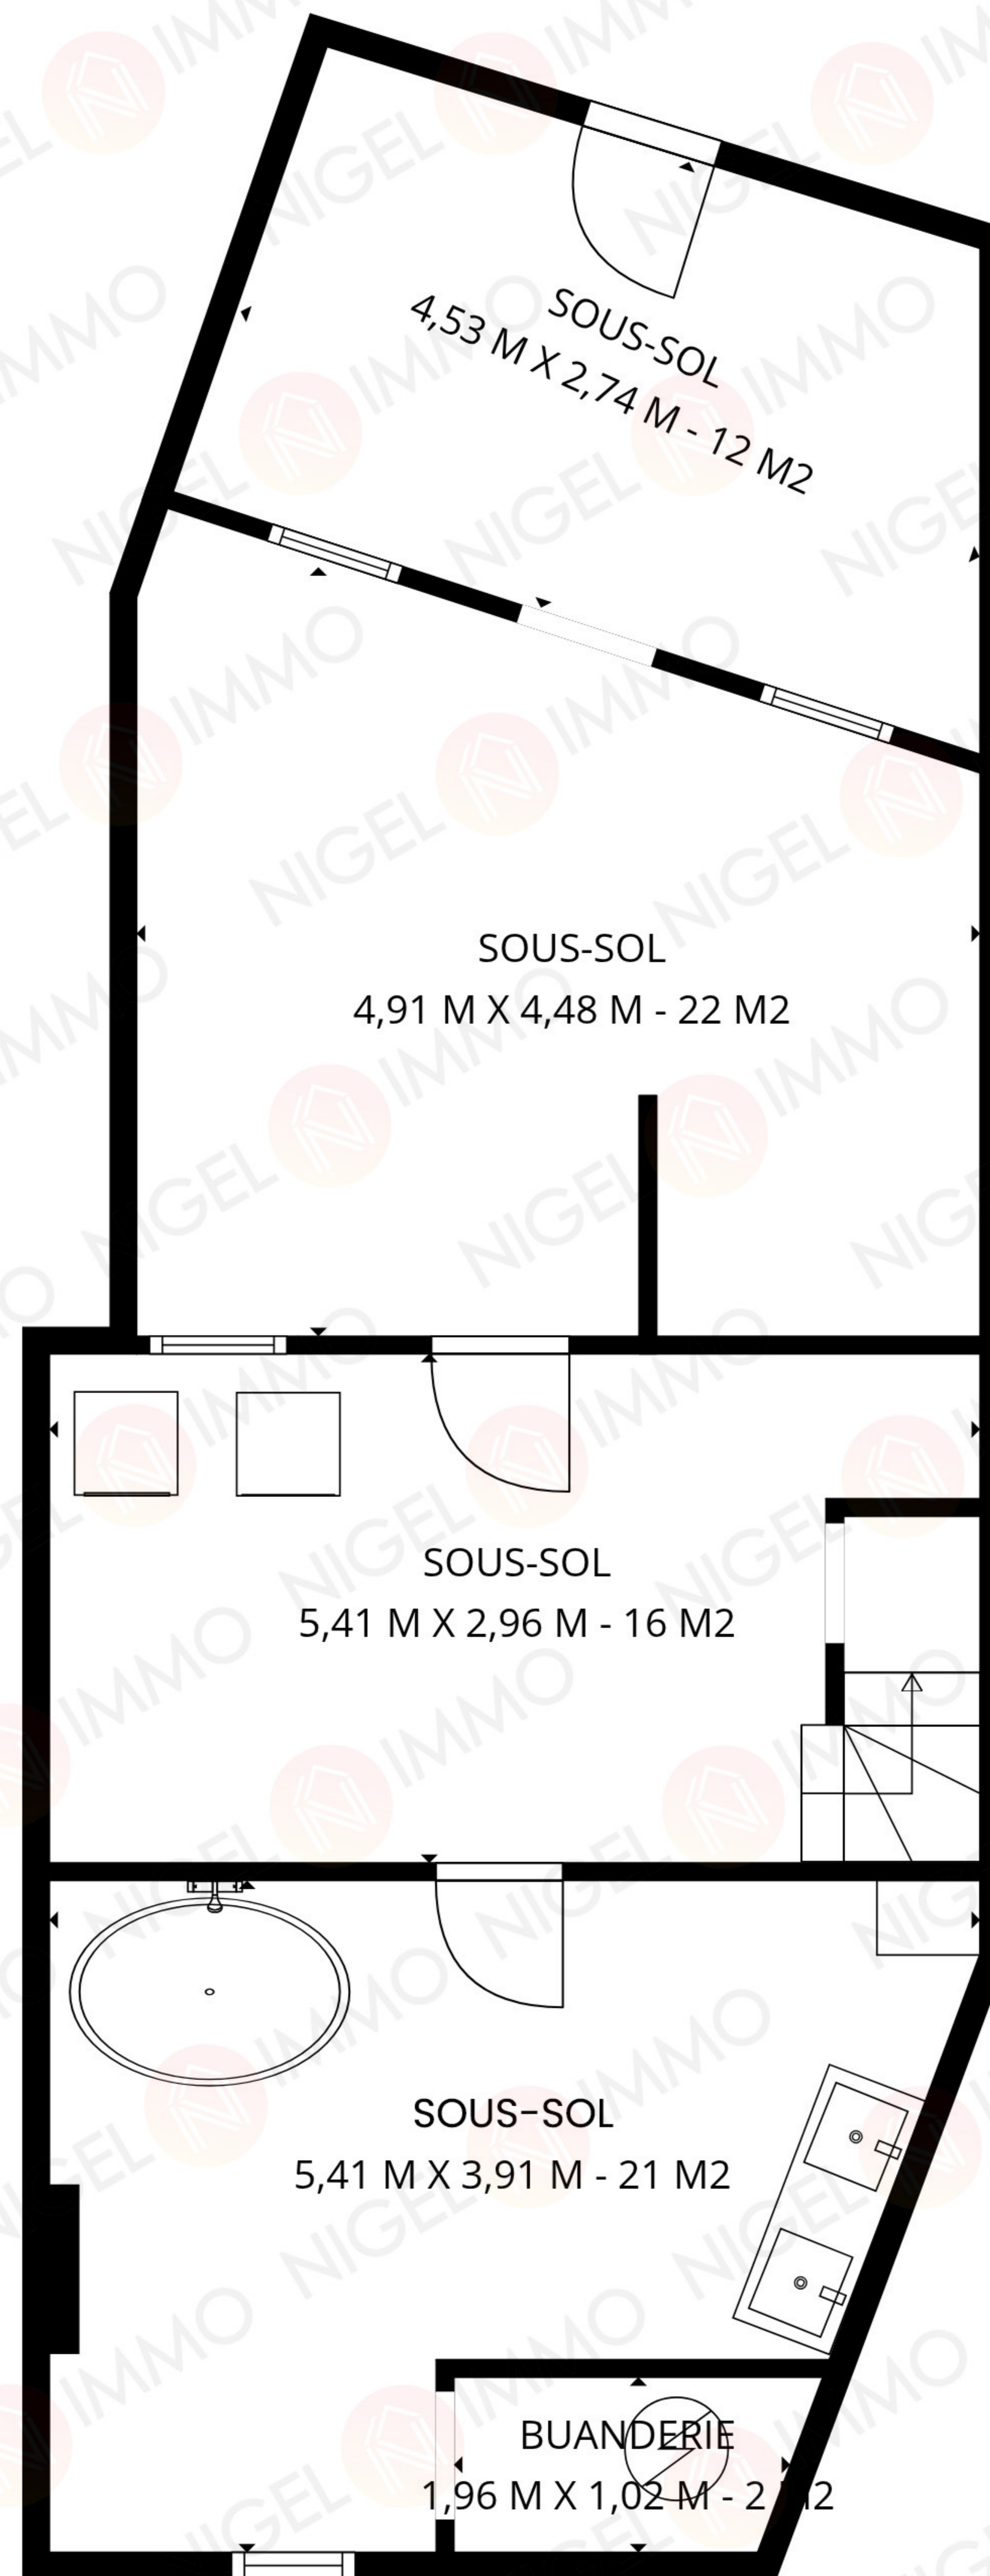 SOUS-SOL
4,53 M X 2,74 M - 12 M2
SOUS-SOL
4,91 M X 4,48 M - 22 M2
SOUS-SOL
5,41 M X 2,96 M - 16 M2
SOUS-SOL
5,41 M X 3,91 M - 21 M2
BUANDERIE
1,96 M X 1,02 M - 2 M2
NIGEL IMMO